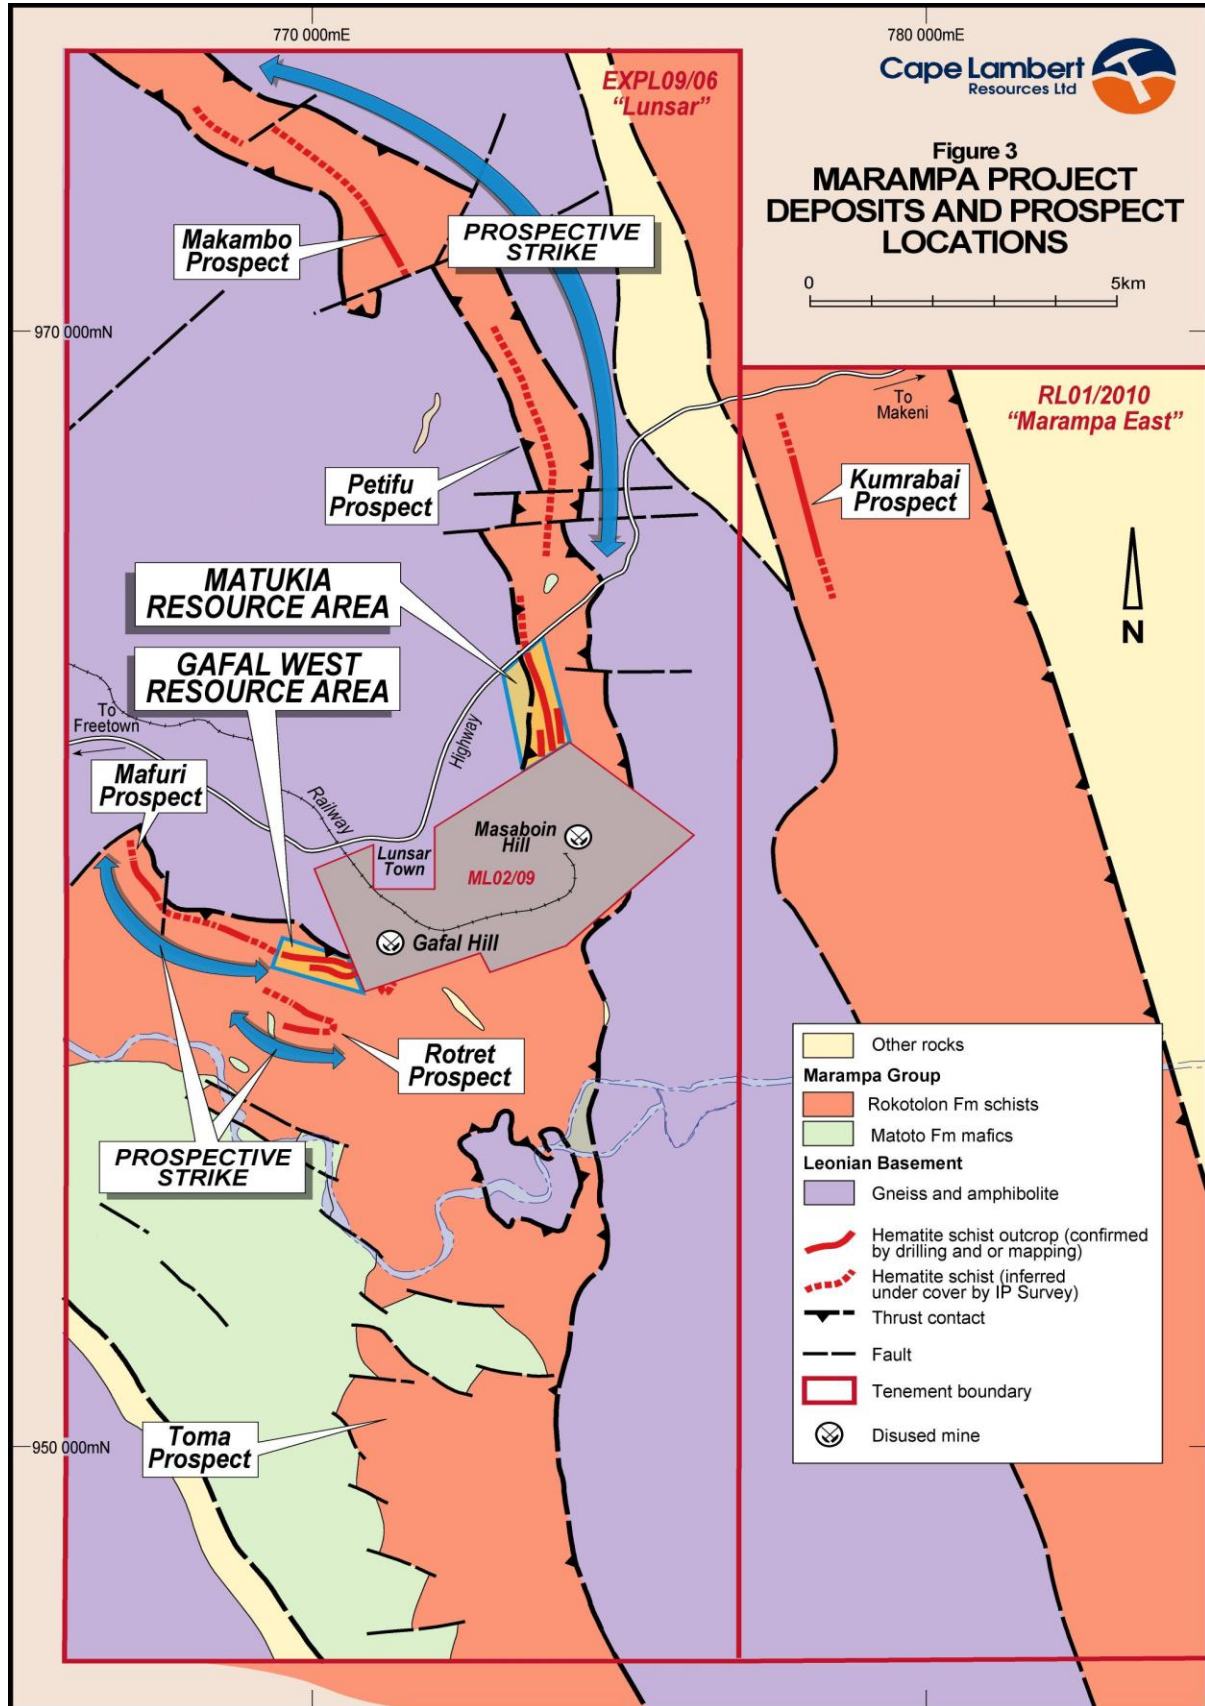 770 000mE
780 000mE
Cape Lambert
Resources Ltd
Figure 3
MARAMPA PROJECT
DEPOSITS AND PROSPECT
LOCATIONS
0
5km
EXPL09/06
“Lunsar”
PROSPECTIVE
STRIKE
Makambo
Prospect
970 000mN
To
Makeni
RL01/2010
“Marampa East”
Petifu
Prospect
Kumrabai
Prospect
MATUKIA
RESOURCE AREA
N
GAFAL WEST
RESOURCE AREA
To
Freetown
Highway
Mafuri
Prospect
Railway
Masaboin
Hill
Lunsar
Town
ML02/09
Gafal Hill
Rotret
Prospect
PROSPECTIVE
STRIKE
Toma
Prospect
950 000mN
Other rocks
Marampa Group
Rokotolon Fm schists
Matoto Fm mafics
Leonian Basement
Gneiss and amphibolite
Hematite schist outcrop (confirmed
by drilling and or mapping)
Hematite schist (inferred
under cover by IP Survey)
Thrust contact
Fault
Tenement boundary
Disused mine